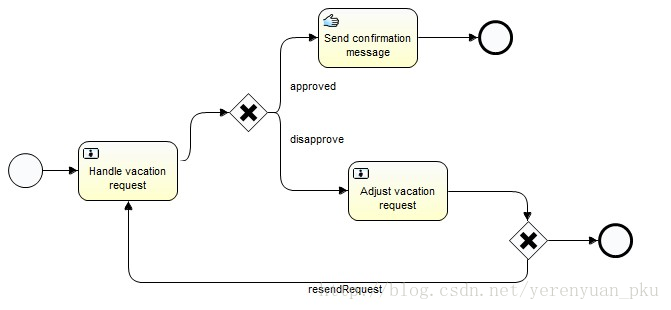 Send confirmation
message
approved
disapprove
Handle vacation
request
Adjust vacation
request
resendRequest
http://blog.csdn.net/yerenyuan_pku